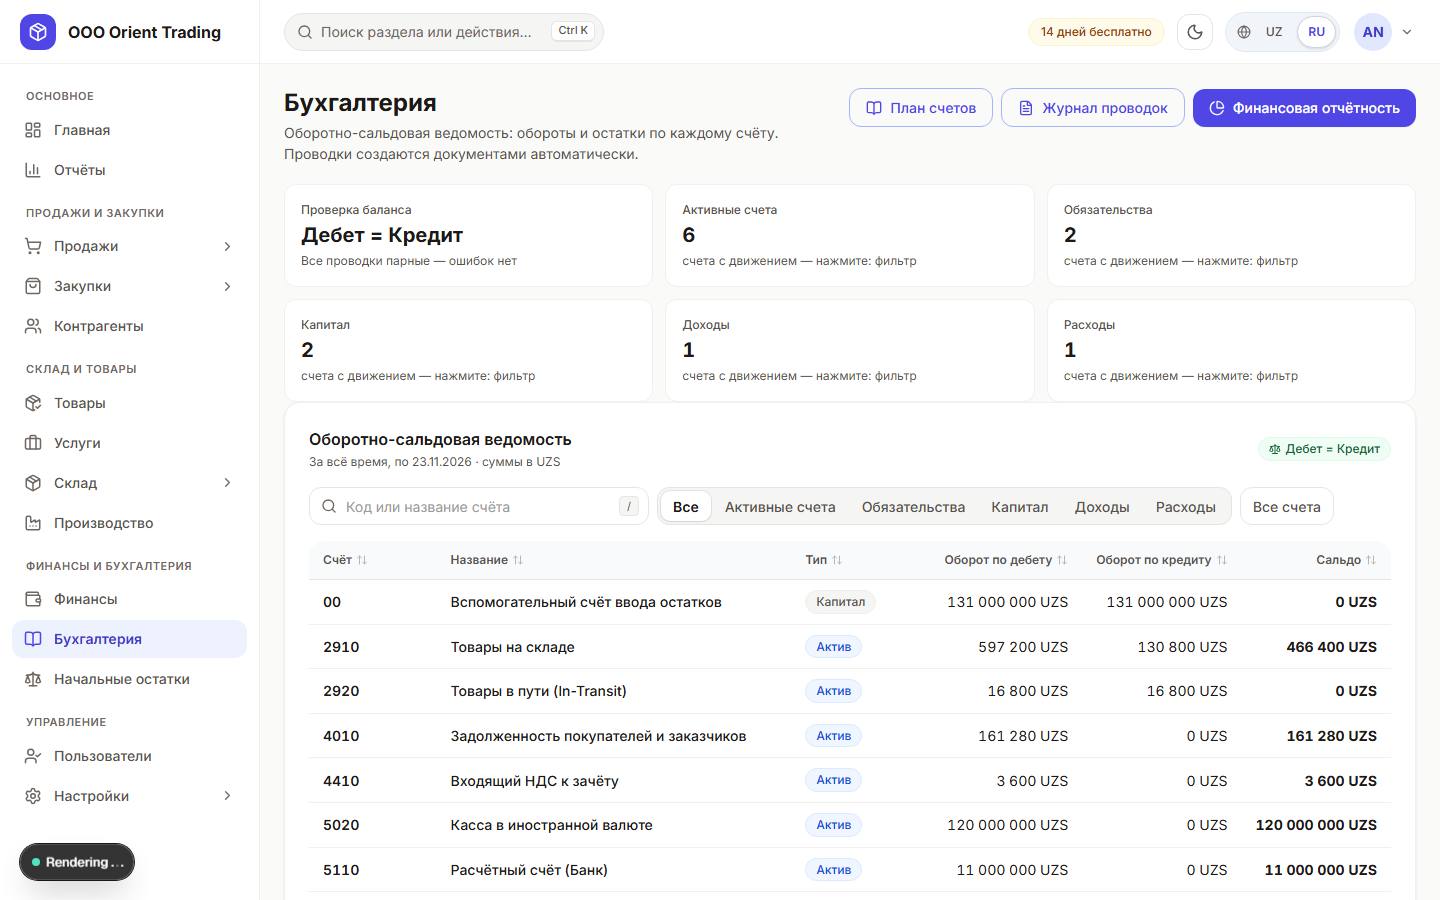 ООО Orient Trading
Поиск раздела или действия...
Ctrl K
14 дней бесплатно
UZ
RU
AN
ОСНОВНОЕ
Главная
Отчёты
ПРОДАЖИ И ЗАКУПКИ
Продажи
Закупки
Контрагенты
СКЛАД И ТОВАРЫ
Товары
Услуги
Склад
Производство
ФИНАНСЫ И БУХГАЛТЕРИЯ
Финансы
Бухгалтерия
Начальные остатки
УПРАВЛЕНИЕ
Пользователи
Настройки
Rendering ...
Бухгалтерия
Оборотно-сальдовая ведомость: обороты и остатки по каждому счёту.
Проводки создаются документами автоматически.
План счетов
Журнал проводок
Финансовая отчётность
Проверка баланса
Дебет = Кредит
Все проводки парные — ошибок нет
Активные счета
6
счета с движением — нажмите: фильтр
Обязательства
2
счета с движением — нажмите: фильтр
Капитал
2
счета с движением — нажмите: фильтр
Доходы
1
счета с движением — нажмите: фильтр
Расходы
1
счета с движением — нажмите: фильтр
Оборотно-сальдовая ведомость
За всё время, по 23.11.2026 · суммы в UZS
Дебет = Кредит
Код или название счёта
/
Все
Активные счета
Обязательства
Капитал
Доходы
Расходы
Все счета
Счёт Название Тип Оборот по дебету Оборот по кредиту Сальдо
00 Вспомогательный счёт ввода остатков Капитал 131 000 000 UZS 131 000 000 UZS 0 UZS
2910 Товары на складе Актив 597 200 UZS 130 800 UZS 466 400 UZS
2920 Товары в пути (In-Transit) Актив 16 800 UZS 16 800 UZS 0 UZS
4010 Задолженность покупателей и заказчиков Актив 161 280 UZS 0 UZS 161 280 UZS
4410 Входящий НДС к зачёту Актив 3 600 UZS 0 UZS 3 600 UZS
5020 Касса в иностранной валюте Актив 120 000 000 UZS 0 UZS 120 000 000 UZS
5110 Расчётный счёт (Банк) Актив 11 000 000 UZS 0 UZS 11 000 000 UZS